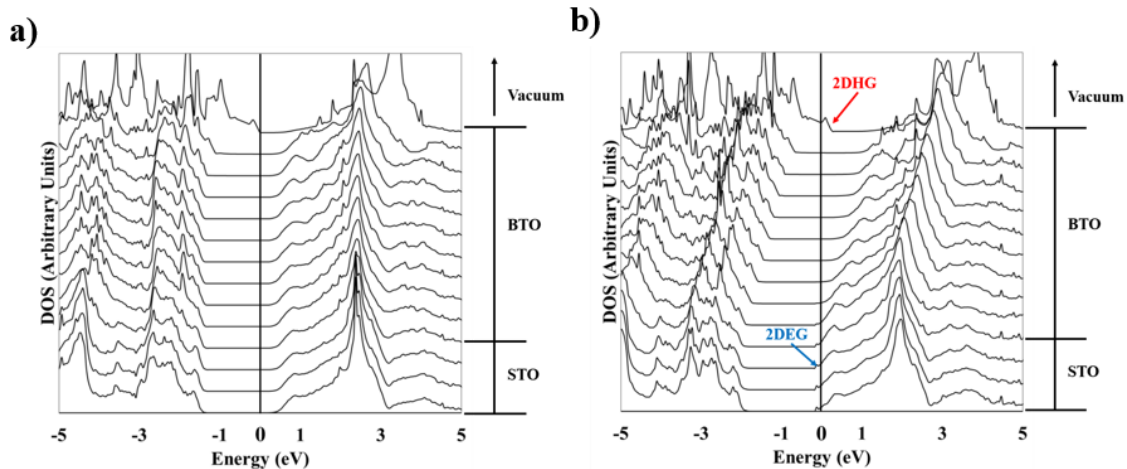 a)
DOS (Arbitrary Units)
Vacuum
BTO
STO
-5 -3 -1 0 1 3 5
Energy (eV)
b)
DOS (Arbitrary Units)
2DHG
2DEG
Vacuum
BTO
STO
-5 -3 -1 0 1 3 5
Energy (eV)